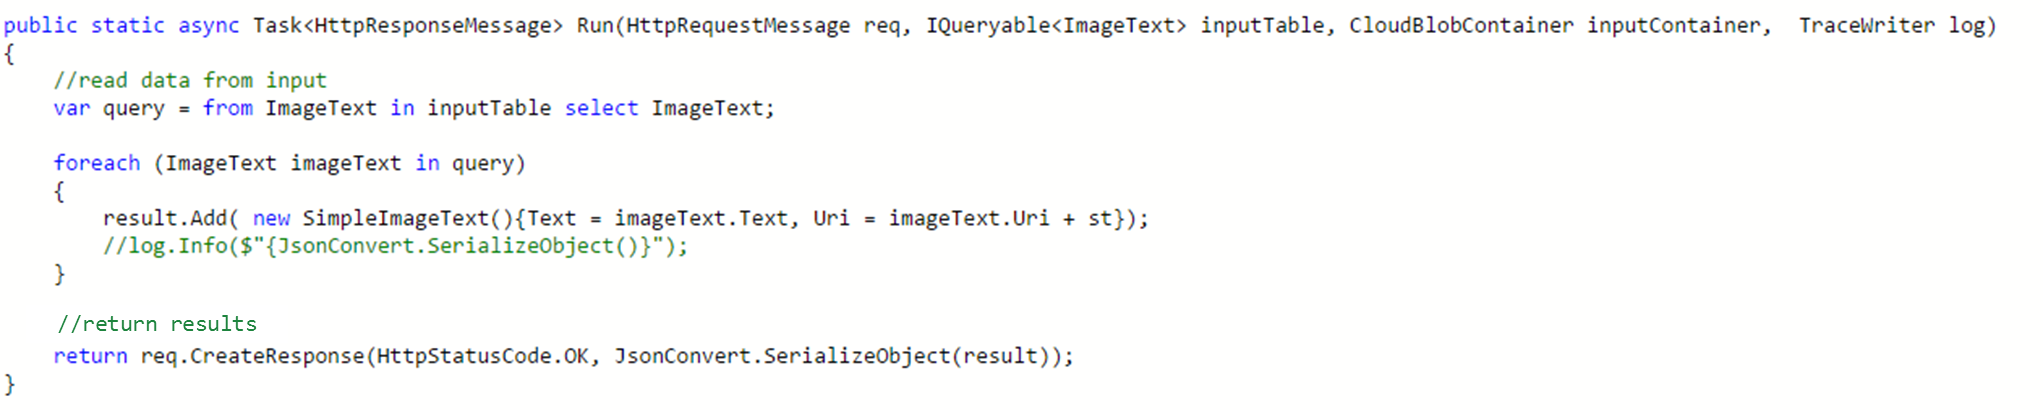 public static async Task<HttpResponseMessage> Run(HttpRequestMessage req, IQueryable<ImageText> inputTable, CloudBlobContainer inputContainer,  TraceWriter log)
{
    //read data from input
    var query = from ImageText in inputTable select ImageText;

    foreach (ImageText imageText in query)
    {
        result.Add( new SimpleImageText(){Text = imageText.Text, Uri = imageText.Uri + st});
        //log.Info($"{JsonConvert.SerializeObject()}");
    }

    //return results
    return req.CreateResponse(HttpStatusCode.OK, JsonConvert.SerializeObject(result));
}